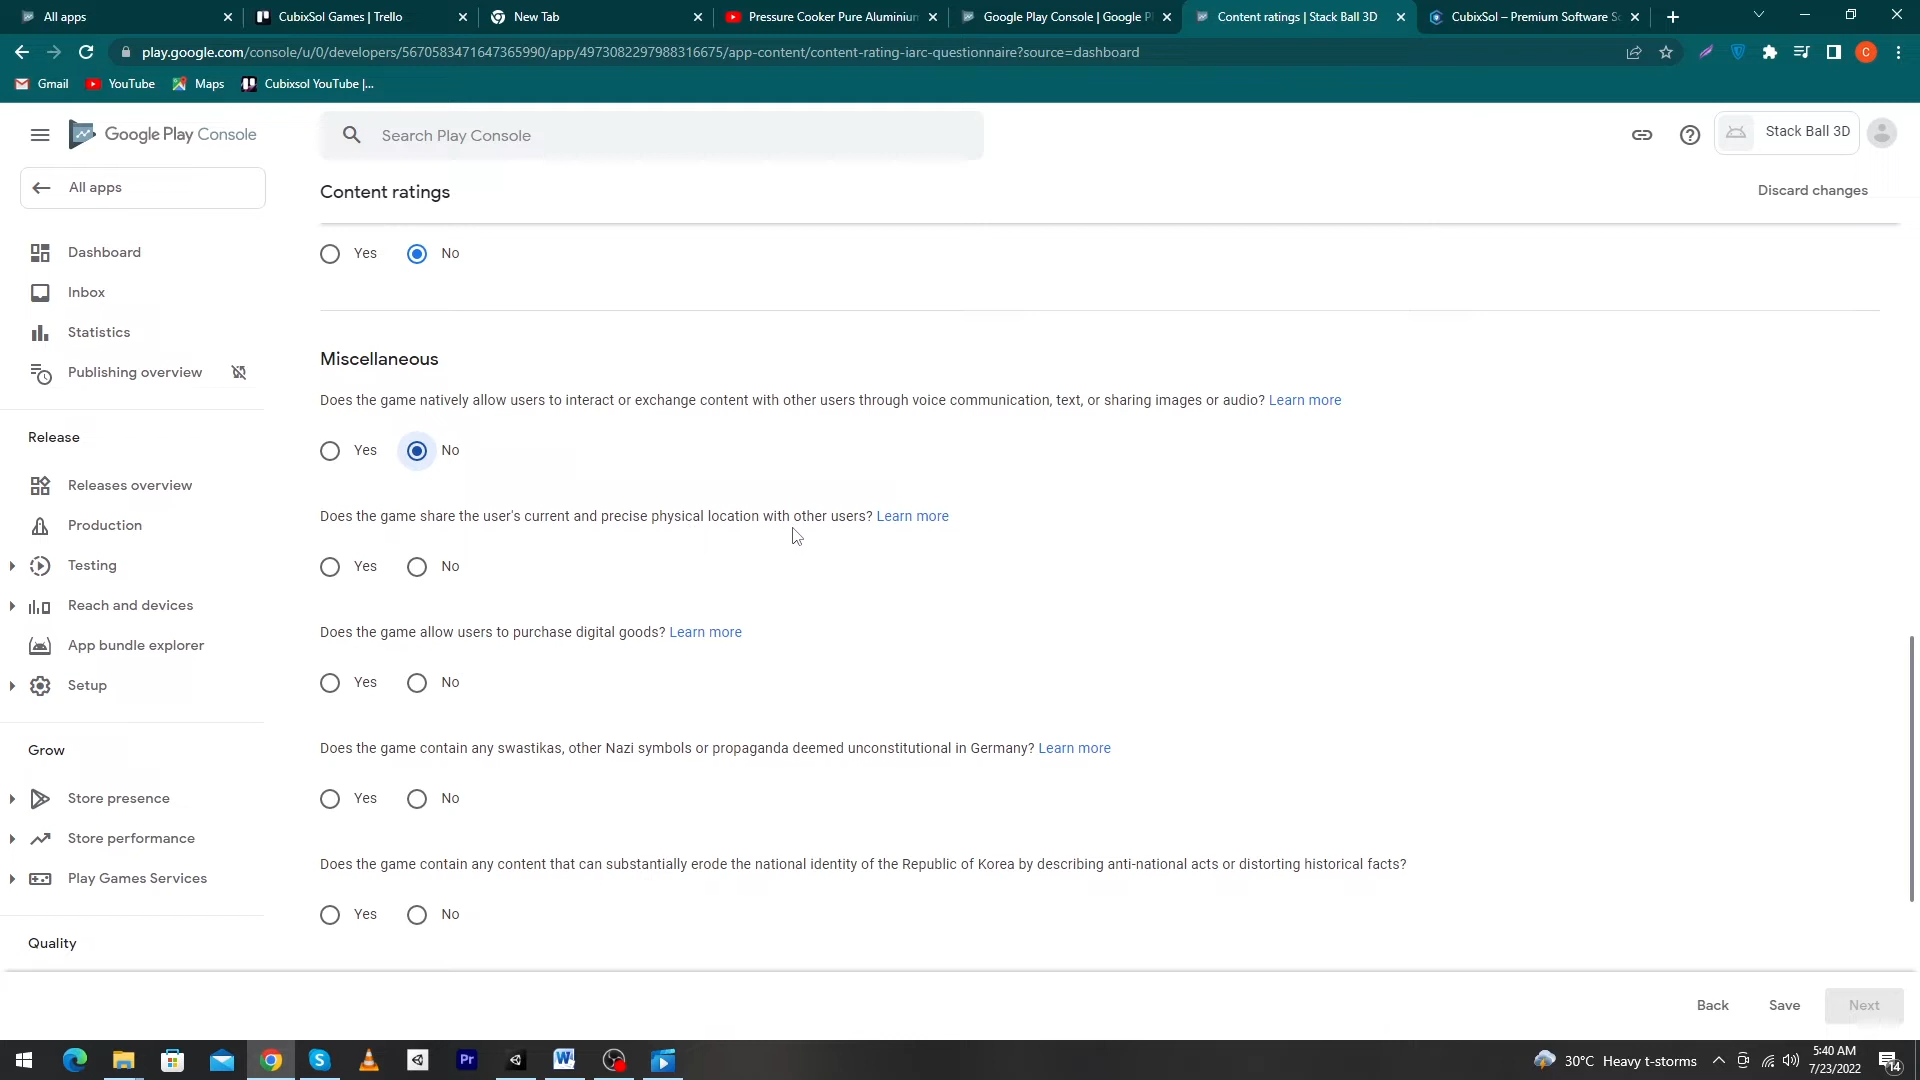 All apps
CubixSol Games | Trello
New Tab
Pressure Cooker Pure Aluminiun
Google Play Console | Google P
Content ratings | Stack Ball 3D
CubixSol – Premium Software So
play.google.com/console/u/0/developers/5670583471647365990/app/4973082297988316675/app-content/content-rating-iarc-questionnaire?source=dashboard
C
Gmail
YouTube
Maps
Cubixsol YouTube |...
Google Play Console
Search Play Console
Stack Ball 3D
All apps
Content ratings
Discard changes
Dashboard
Inbox
Statistics
Publishing overview
Release
Releases overview
Production
Testing
Reach and devices
App bundle explorer
Setup
Grow
Store presence
Store performance
Play Games Services
Quality
Yes No
Miscellaneous
Does the game natively allow users to interact or exchange content with other users through voice communication, text, or sharing images or audio? Learn more
Yes No
Does the game share the user's current and precise physical location with other users? Learn more
Yes No
Does the game allow users to purchase digital goods? Learn more
Yes No
Does the game contain any swastikas, other Nazi symbols or propaganda deemed unconstitutional in Germany? Learn more
Yes No
Does the game contain any content that can substantially erode the national identity of the Republic of Korea by describing anti-national acts or distorting historical facts?
Yes No
Back Save Next
30°C Heavy t-storms
5:40 AM
7/23/2022
14